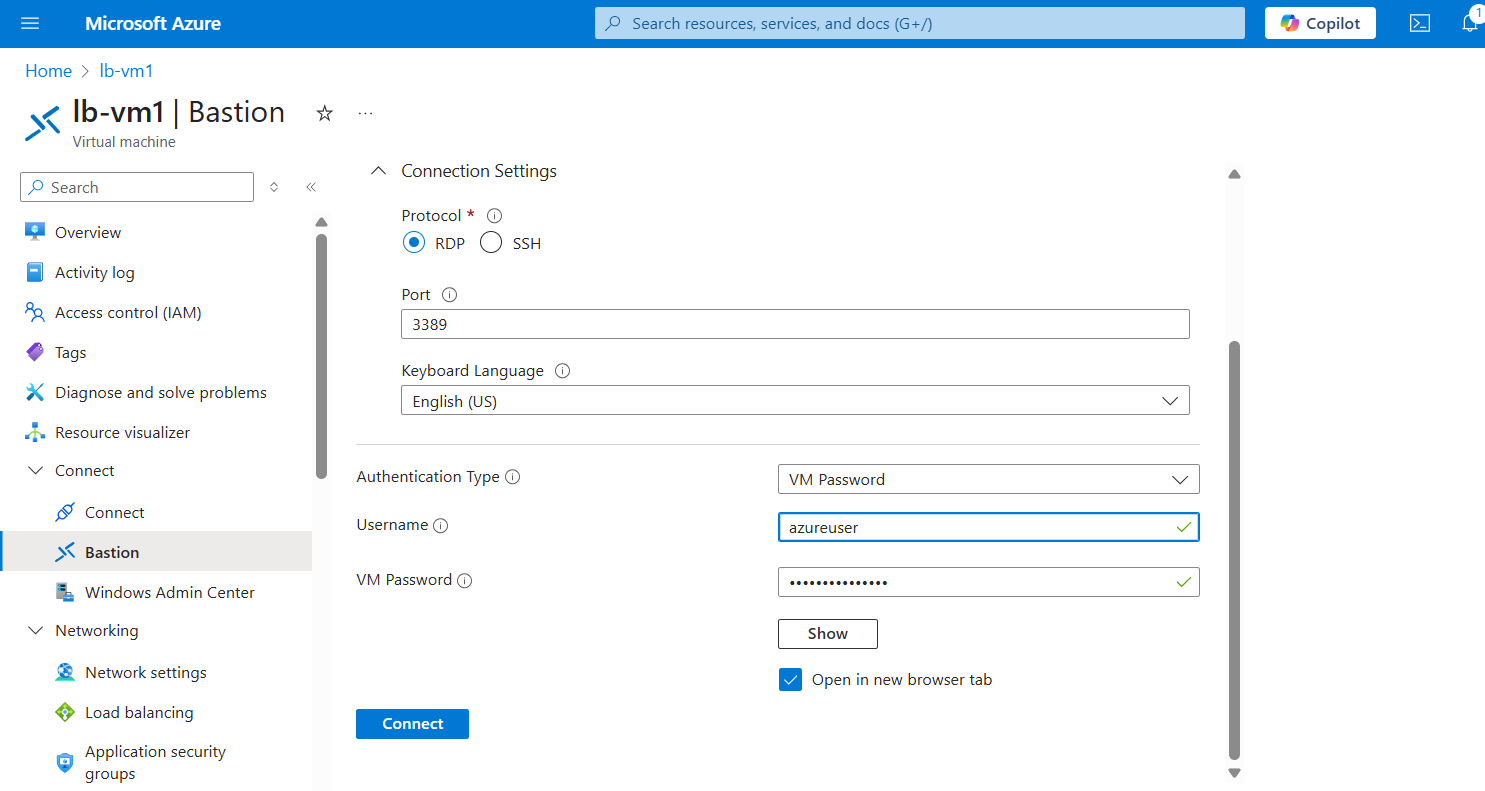 Microsoft Azure
Search resources, services, and docs (G+/)
Copilot
1
Home > lb-vm1
lb-vm1 | Bastion
Virtual machine
Search
Overview
Activity log
Access control (IAM)
Tags
Diagnose and solve problems
Resource visualizer
Connect
Connect
Bastion
Windows Admin Center
Networking
Network settings
Load balancing
Application security
groups
Connection Settings
Protocol *
RDP SSH
Port
3389
Keyboard Language
English (US)
Authentication Type
VM Password
Username
azureuser
VM Password
•••••••••••••••
Show
Open in new browser tab
Connect